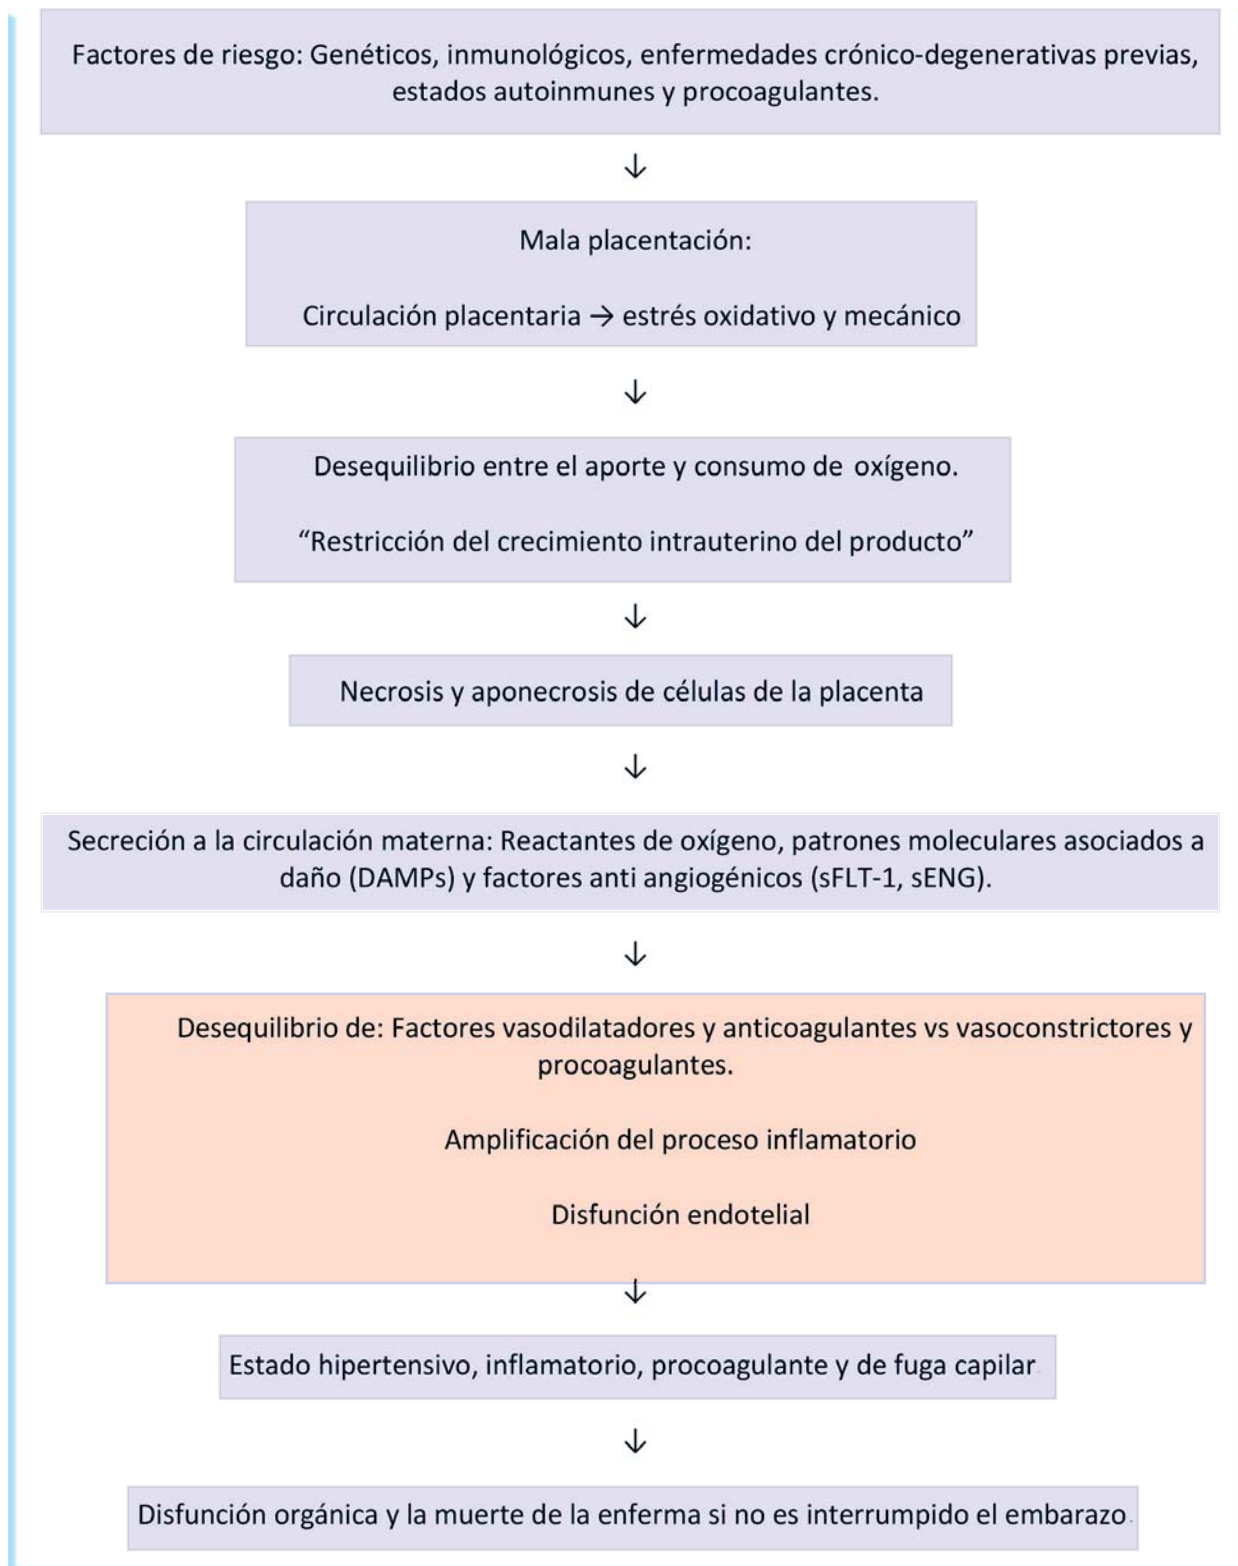 Factores de riesgo: Genéticos, inmunológicos, enfermedades crónico-degenerativas previas,
estados autoinmunes y procoagulantes.
↓
Mala placentación:
Circulación placentaria → estrés oxidativo y mecánico
↓
Desequilibrio entre el aporte y consumo de oxígeno.
“Restricción del crecimiento intrauterino del producto”
↓
Necrosis y aponecrosis de células de la placenta
↓
Secreción a la circulación materna: Reactantes de oxígeno, patrones moleculares asociados a
daño (DAMPs) y factores anti angiogénicos (sFLT-1, sENG).
↓
Desequilibrio de: Factores vasodilatadores y anticoagulantes vs vasoconstrictores y
procoagulantes.
Amplificación del proceso inflamatorio
Disfunción endotelial
↓
Estado hipertensivo, inflamatorio, procoagulante y de fuga capilar.
↓
Disfunción orgánica y la muerte de la enferma si no es interrumpido el embarazo.